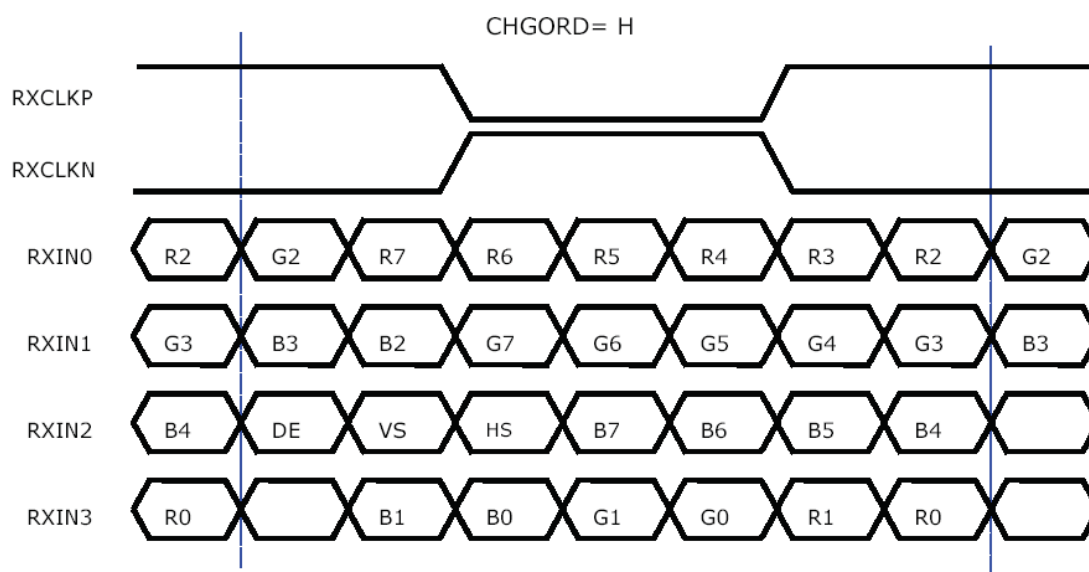 CHGORD= H
RXCLKP
RXCLKN
RXIN0 R2 G2 R7 R6 R5 R4 R3 R2 G2
RXIN1 G3 B3 B2 G7 G6 G5 G4 G3 B3
RXIN2 B4 DE VS HS B7 B6 B5 B4
RXIN3 R0 B1 B0 G1 G0 R1 R0